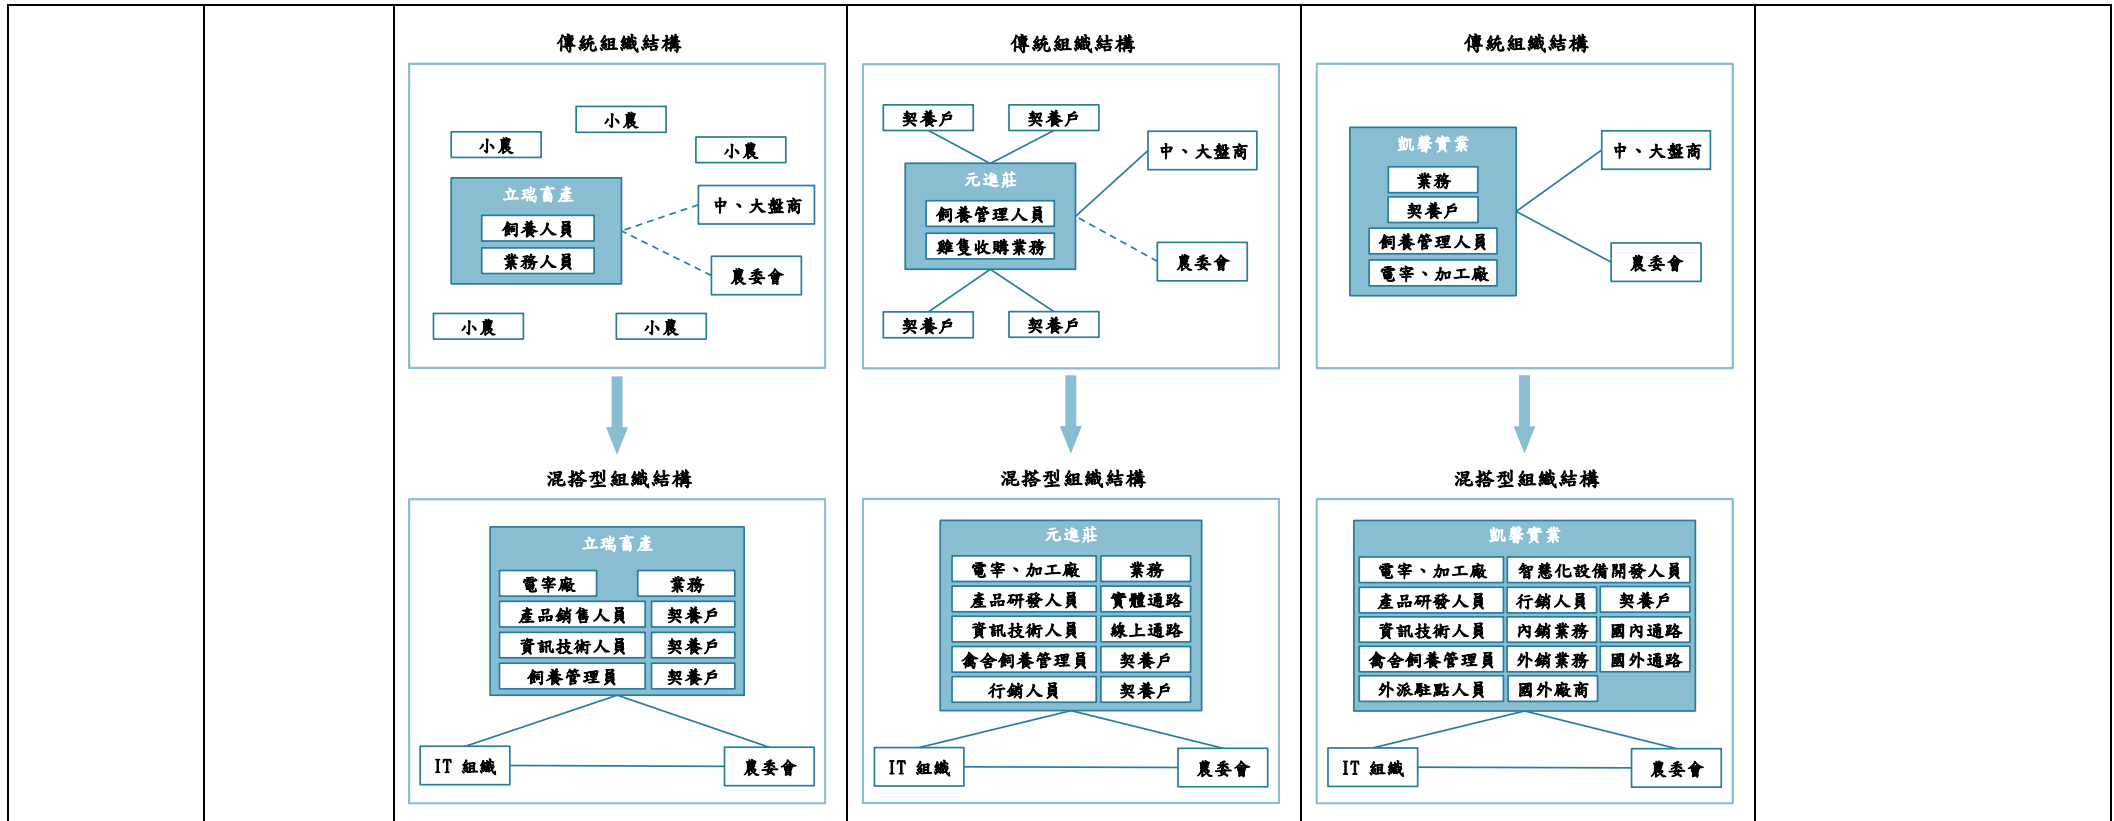 傳統組織結構
小農
小農
小農
立瑞畜產
飼養人員
業務人員
中、大盤商
農委會
小農
小農
混搭型組織結構
立瑞畜產
電宰廠
業務
產品銷售人員
契養戶
資訊技術人員
契養戶
飼養管理員
契養戶
IT 組織
農委會
傳統組織結構
契養戶
契養戶
元進莊
飼養管理人員
雞隻收購業務
中、大盤商
農委會
契養戶
契養戶
混搭型組織結構
元進莊
電宰、加工廠
業務
產品研發人員
實體通路
資訊技術人員
線上通路
禽舍飼養管理員
契養戶
行銷人員
契養戶
IT 組織
農委會
傳統組織結構
凱馨實業
業務
契養戶
飼養管理人員
電宰、加工廠
中、大盤商
農委會
混搭型組織結構
凱馨實業
電宰、加工廠
智慧化設備開發人員
產品研發人員
行銷人員
契養戶
資訊技術人員
內銷業務
國內通路
禽舍飼養管理員
外銷業務
國外通路
外派駐點人員
國外廠商
IT 組織
農委會